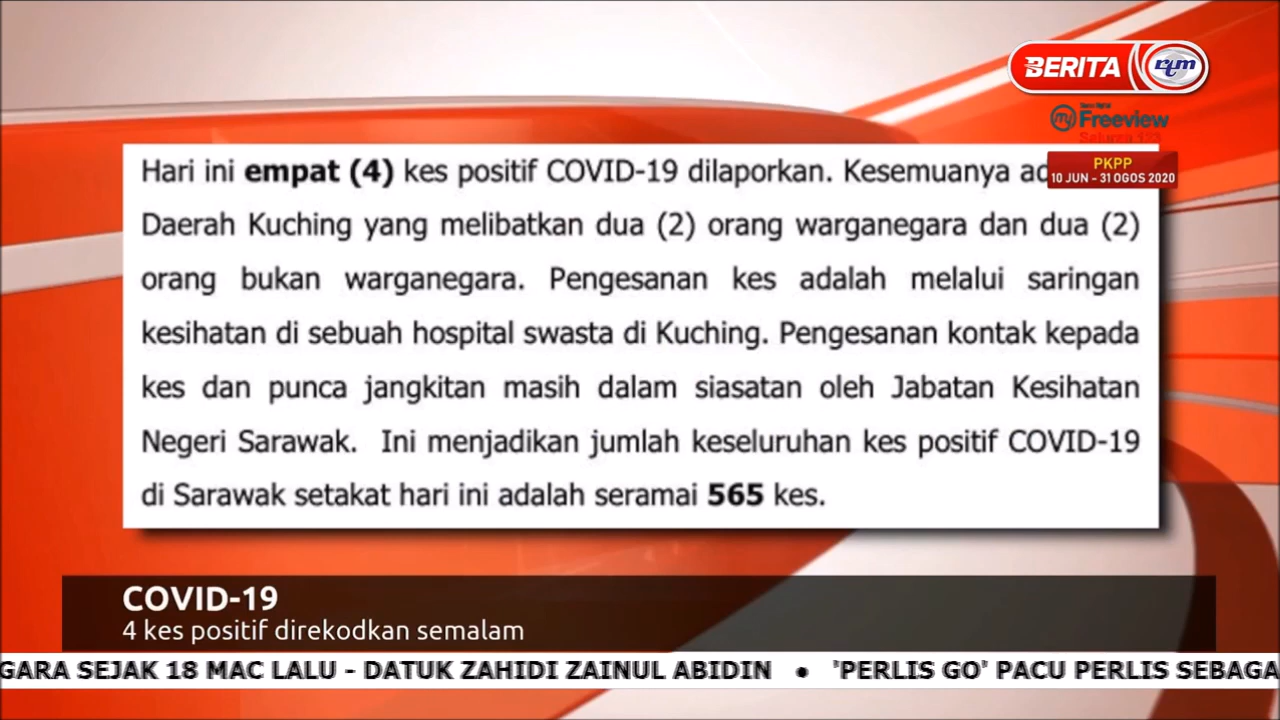 BERITA rtm
my Freeview
Saluran 123
PKPP
10 JUN - 31 OGOS 2020
Hari ini empat (4) kes positif COVID-19 dilaporkan. Kesemuanya
Daerah Kuching yang melibatkan dua (2) orang warganegara dan dua (2)
orang bukan warganegara. Pengesanan kes adalah melalui saringan
kesihatan di sebuah hospital swasta di Kuching. Pengesanan kontak kepada
kes dan punca jangkitan masih dalam siasatan oleh Jabatan Kesihatan
Negeri Sarawak. Ini menjadikan jumlah keseluruhan kes positif COVID-19
di Sarawak setakat hari ini adalah seramai 565 kes.
COVID-19
4 kes positif direkodkan semalam
GARA SEJAK 18 MAC LALU - DATUK ZAHIDI ZAINUL ABIDIN • 'PERLIS GO' PACU PERLIS SEBAGA